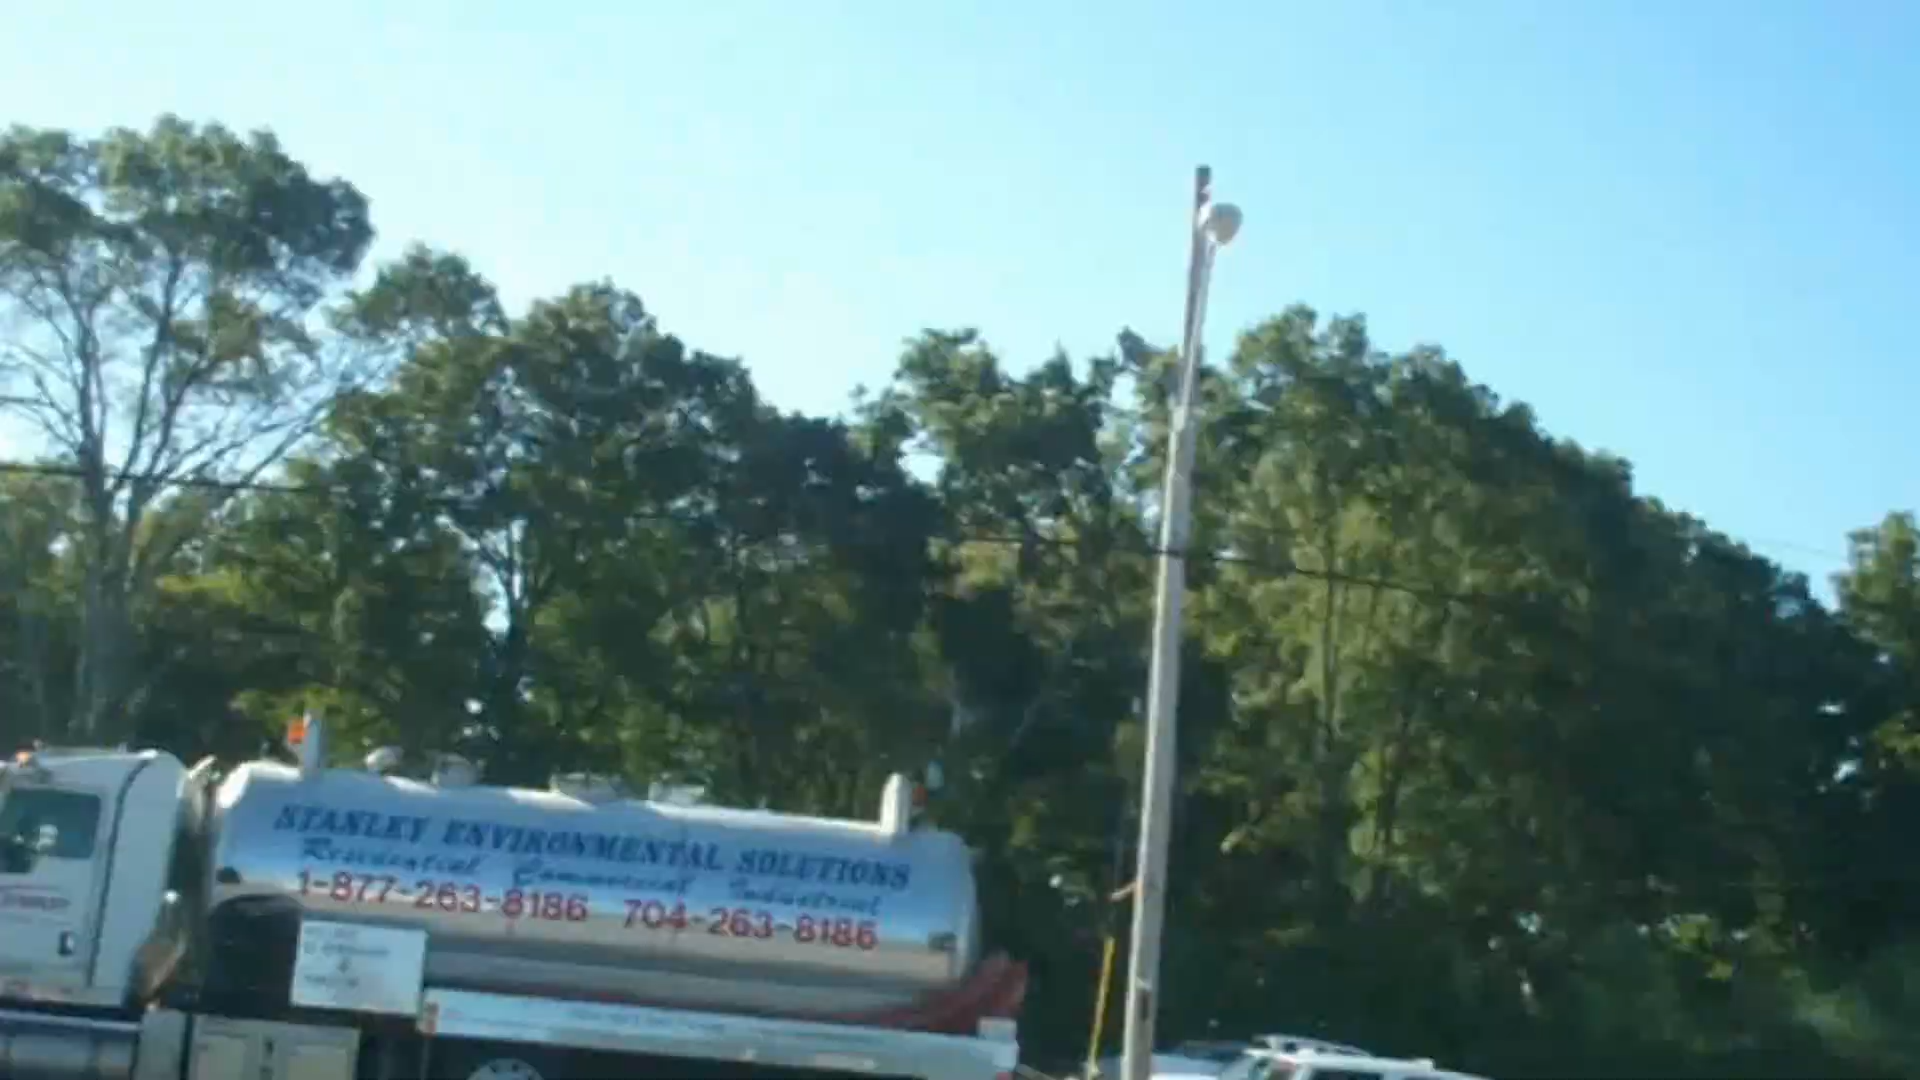 STANLEY ENVIRONMENTAL SOLUTIONS
Residential Commercial Industrial
1-877-263-8186 704-263-8186